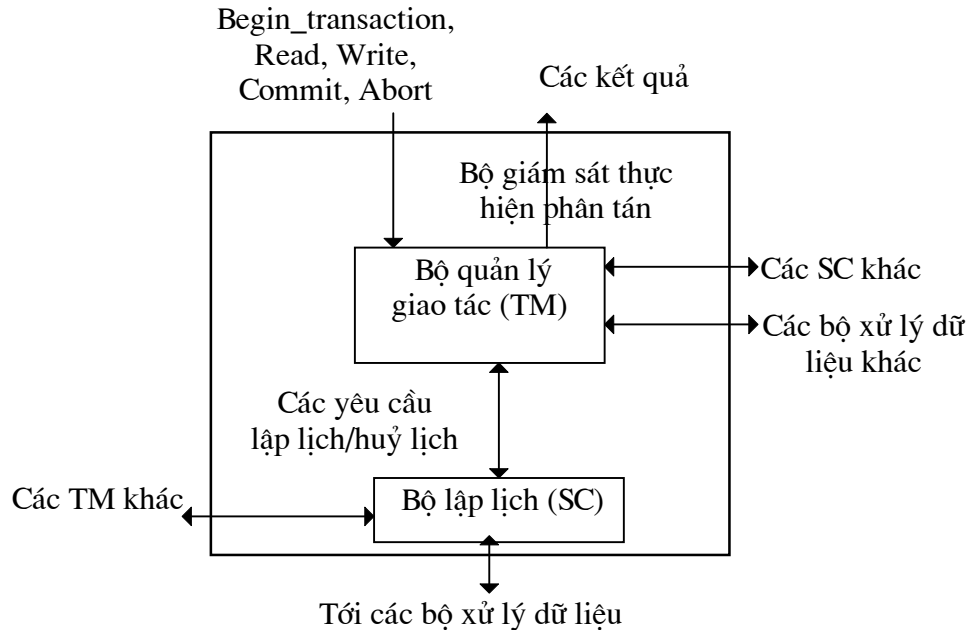 Begin_transaction,
Read, Write,
Commit, Abort
Các kết quả
Bộ giám sát thực
hiện phân tán
Bộ quản lý
giao tác (TM)
Các SC khác
Các bộ xử lý dữ
liệu khác
Các yêu cầu
lập lịch/huỷ lịch
Các TM khác
Bộ lập lịch (SC)
Tới các bộ xử lý dữ liệu